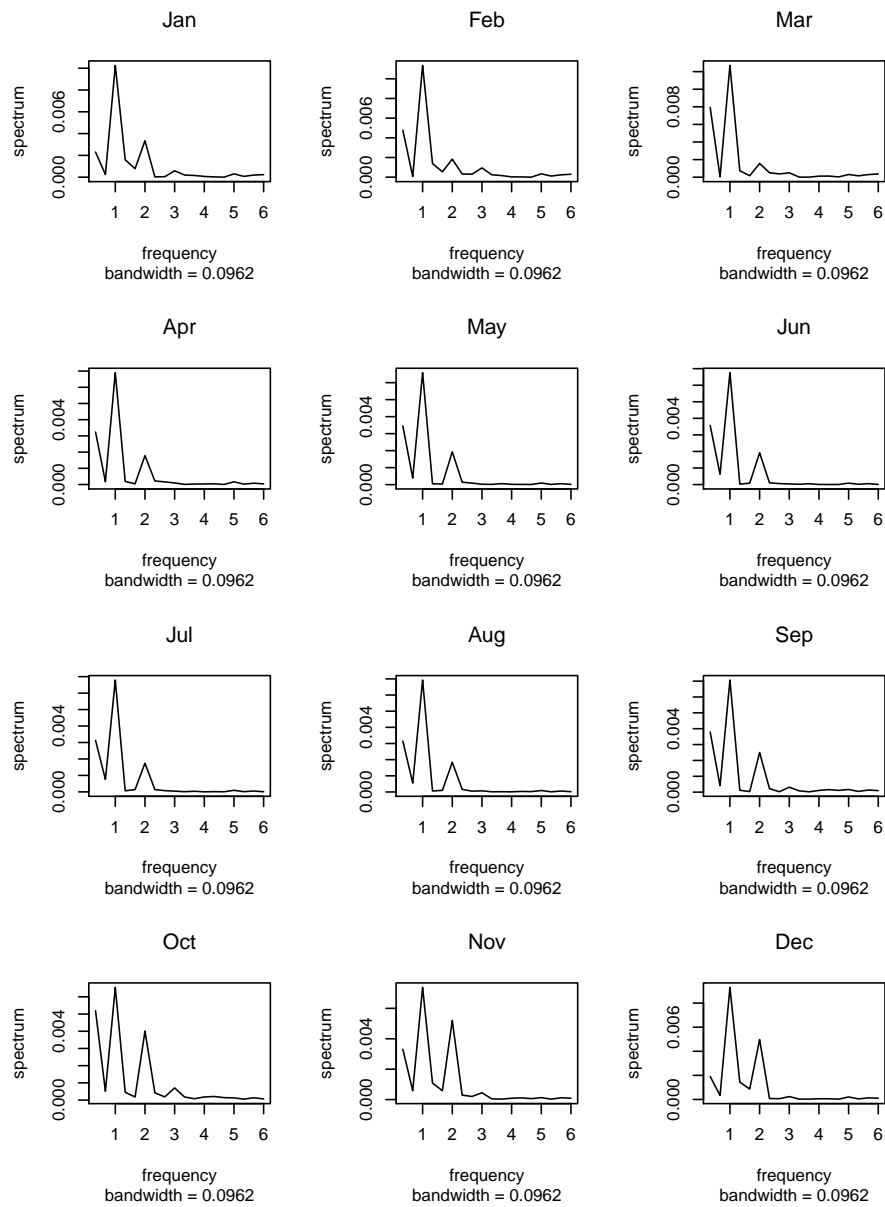 Jan Feb Mar
spectrum 0.000 0.006 spectrum 0.000 0.006 spectrum 0.000 0.008
1 2 3 4 5 6 1 2 3 4 5 6 1 2 3 4 5 6
frequency frequency frequency
bandwidth = 0.0962 bandwidth = 0.0962 bandwidth = 0.0962
Apr May Jun
spectrum 0.000 0.004 spectrum 0.000 0.004 spectrum 0.000 0.004
1 2 3 4 5 6 1 2 3 4 5 6 1 2 3 4 5 6
frequency frequency frequency
bandwidth = 0.0962 bandwidth = 0.0962 bandwidth = 0.0962
Jul Aug Sep
spectrum 0.000 0.004 spectrum 0.000 0.004 spectrum 0.000 0.004
1 2 3 4 5 6 1 2 3 4 5 6 1 2 3 4 5 6
frequency frequency frequency
bandwidth = 0.0962 bandwidth = 0.0962 bandwidth = 0.0962
Oct Nov Dec
spectrum 0.000 0.004 spectrum 0.000 0.004 spectrum 0.000 0.006
1 2 3 4 5 6 1 2 3 4 5 6 1 2 3 4 5 6
frequency frequency frequency
bandwidth = 0.0962 bandwidth = 0.0962 bandwidth = 0.0962